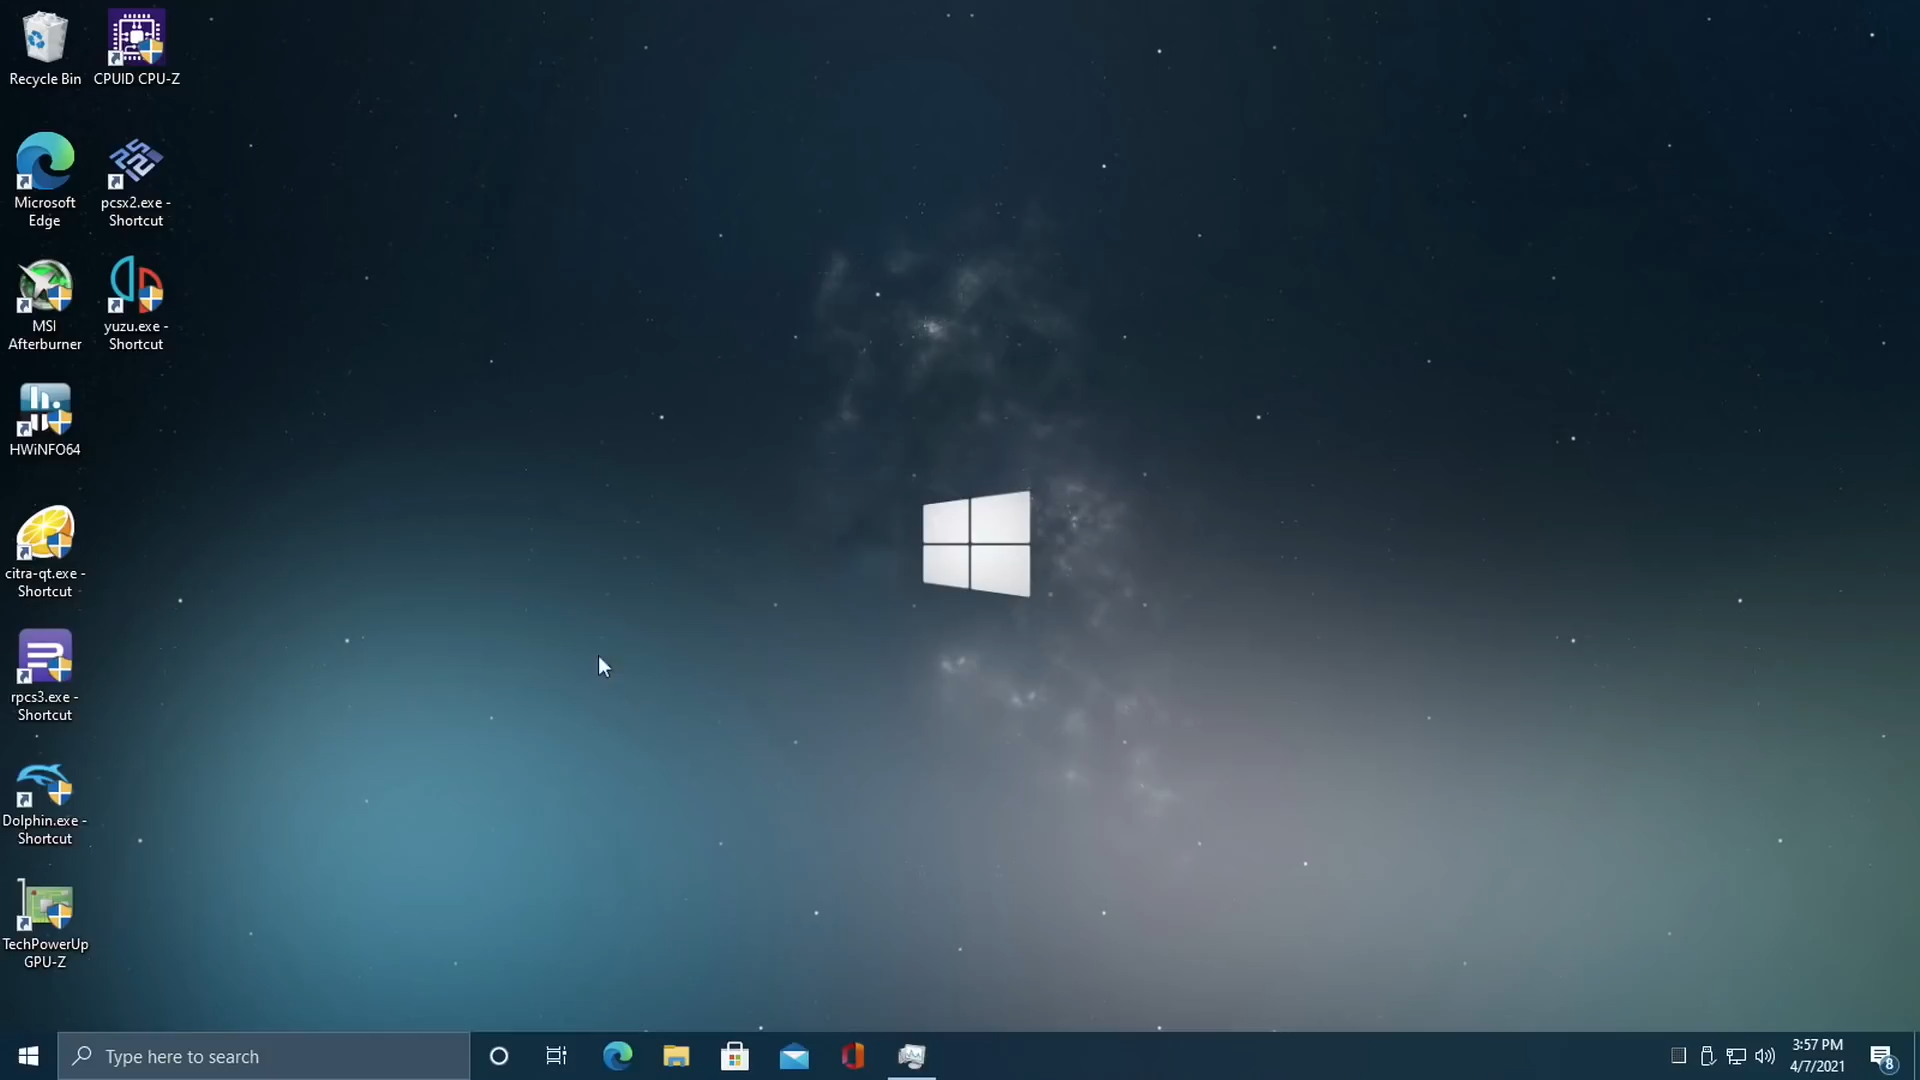 Recycle Bin
CPUID CPU-Z
Microsoft
Edge
pcsx2.exe -
Shortcut
MSI
Afterburner
yuzu.exe -
Shortcut
HWiNFO64
citra-qt.exe -
Shortcut
rpcs3.exe -
Shortcut
Dolphin.exe -
Shortcut
TechPowerUp
GPU-Z
Type here to search
3:57 PM
4/7/2021
8